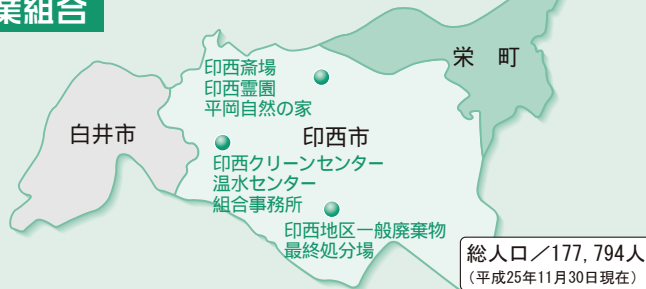 業組合
栄 町
印西斎場
印西霊園
平岡自然の家
白井市
印西市
印西クリーンセンター
温水センター
組合事務所
印西地区一般廃棄物
最終処分場
総人口／177,794人
（平成25年11月30日現在）